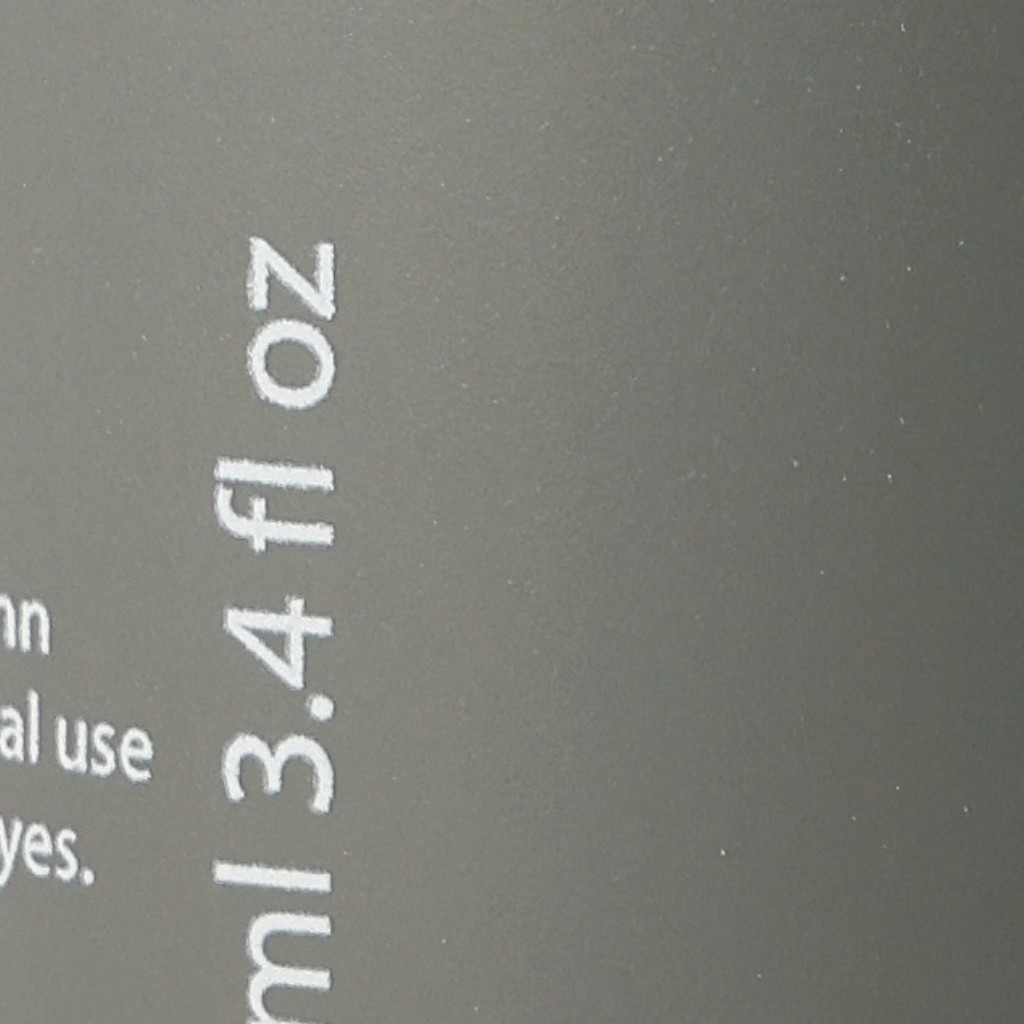 nn
al use
yes.
ml 3.4 fl oz